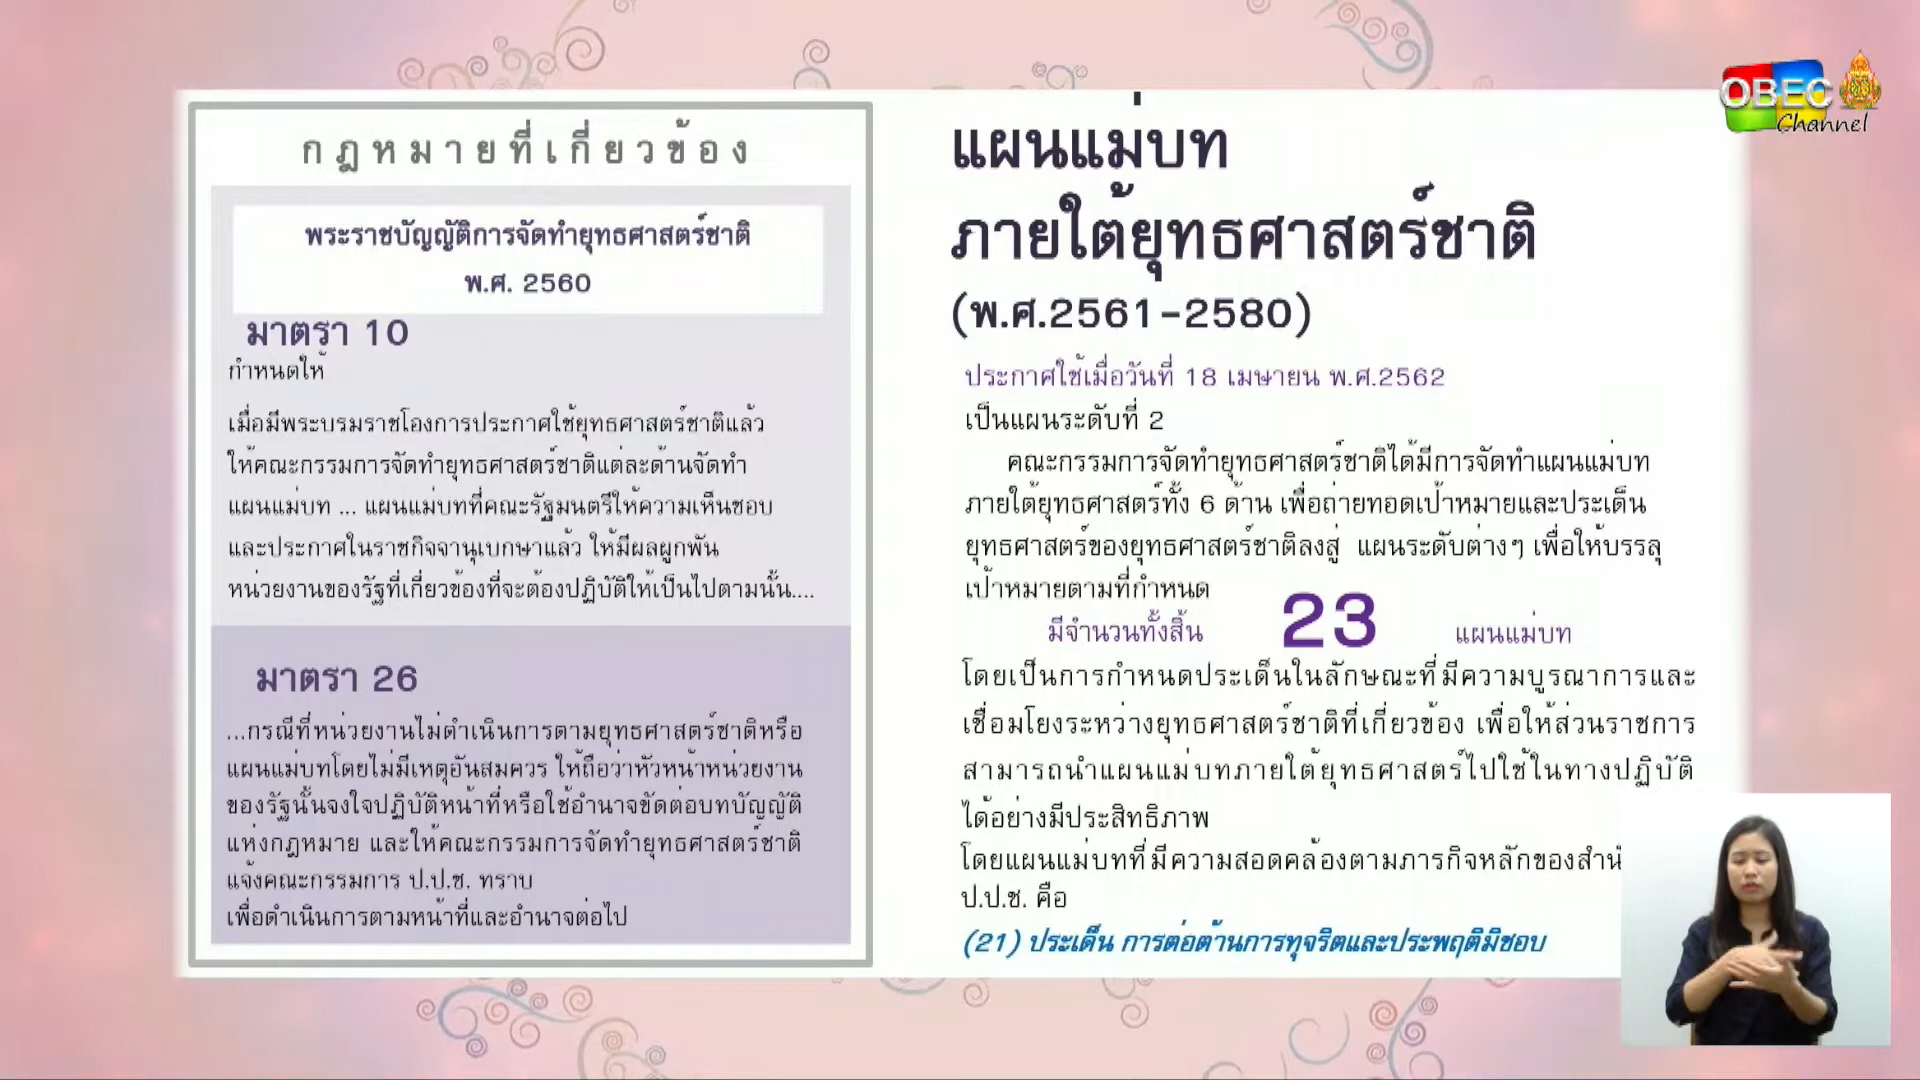 กฎหมายที่เกี่ยวข้อง
พระราชบัญญัติการจัดทำยุทธศาสตร์ชาติ
พ.ศ. 2560
มาตรา 10
กำหนดให้
เมื่อมีพระบรมราชโองการประกาศใช้ยุทธศาสตร์ชาติแล้ว
ให้คณะกรรมการจัดทำยุทธศาสตร์ชาติแต่ละด้านจัดทำ
แผนแม่บท ... แผนแม่บทที่คณะรัฐมนตรีให้ความเห็นชอบ
และประกาศในราชกิจจานุเบกษาแล้ว ให้มีผลผูกพัน
หน่วยงานของรัฐที่เกี่ยวข้องที่จะต้องปฏิบัติให้เป็นไปตามนั้น....
มาตรา 26
...กรณีที่หน่วยงานไม่ดำเนินการตามยุทธศาสตร์ชาติหรือ
แผนแม่บทโดยไม่มีเหตุอันสมควร ให้ถือว่าหัวหน้าหน่วยงาน
ของรัฐนั้นจงใจปฏิบัติหน้าที่หรือใช้อำนาจขัดต่อบทบัญญัติ
แห่งกฎหมาย และให้คณะกรรมการจัดทำยุทธศาสตร์ชาติ
แจ้งคณะกรรมการ ป.ป.ช. ทราบ
เพื่อดำเนินการตามหน้าที่และอำนาจต่อไป
แผนแม่บท
ภายใต้ยุทธศาสตร์ชาติ
(พ.ศ.2561-2580)
ประกาศใช้เมื่อวันที่ 18 เมษายน พ.ศ.2562
เป็นแผนระดับที่ 2
คณะกรรมการจัดทำยุทธศาสตร์ชาติได้มีการจัดทำแผนแม่บท
ภายใต้ยุทธศาสตร์ทั้ง 6 ด้าน เพื่อถ่ายทอดเป้าหมายและประเด็น
ยุทธศาสตร์ของยุทธศาสตร์ชาติลงสู่ แผนระดับต่างๆ เพื่อให้บรรลุ
เป้าหมายตามที่กำหนด
มีจำนวนทั้งสิ้น 23 แผนแม่บท
โดยเป็นการกำหนดประเด็นในลักษณะที่มีความบูรณาการและ
เชื่อมโยงระหว่างยุทธศาสตร์ชาติที่เกี่ยวข้อง เพื่อให้ส่วนราชการ
สามารถนำแผนแม่บทภายใต้ยุทธศาสตร์ไปใช้ในทางปฏิบัติ
ได้อย่างมีประสิทธิภาพ
โดยแผนแม่บทที่มีความสอดคล้องตามภารกิจหลักของ
ป.ป.ช. คือ
(21) ประเด็น การต่อต้านการทุจริตและประพฤติมิชอบ
OBEC
Channel